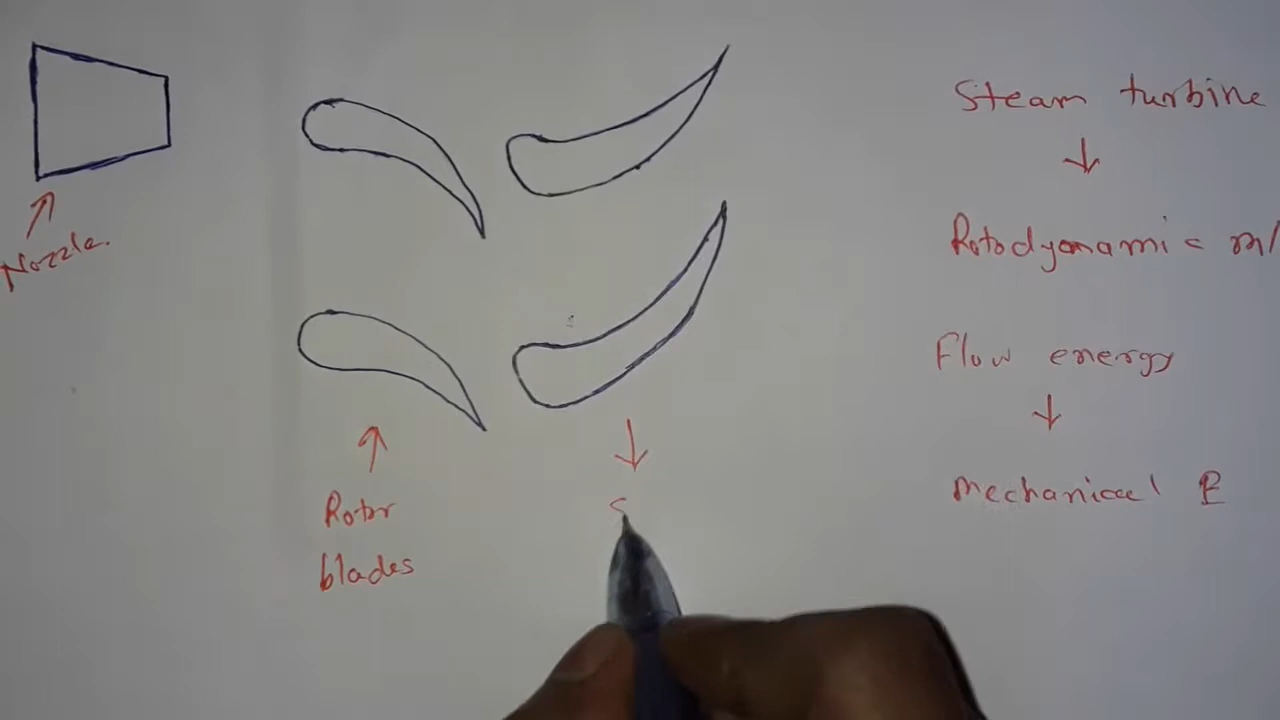 Steam turbine
Rotodynamic m/
Nozzle.
Flow energy
Mechanical E
Rotor
blades
S